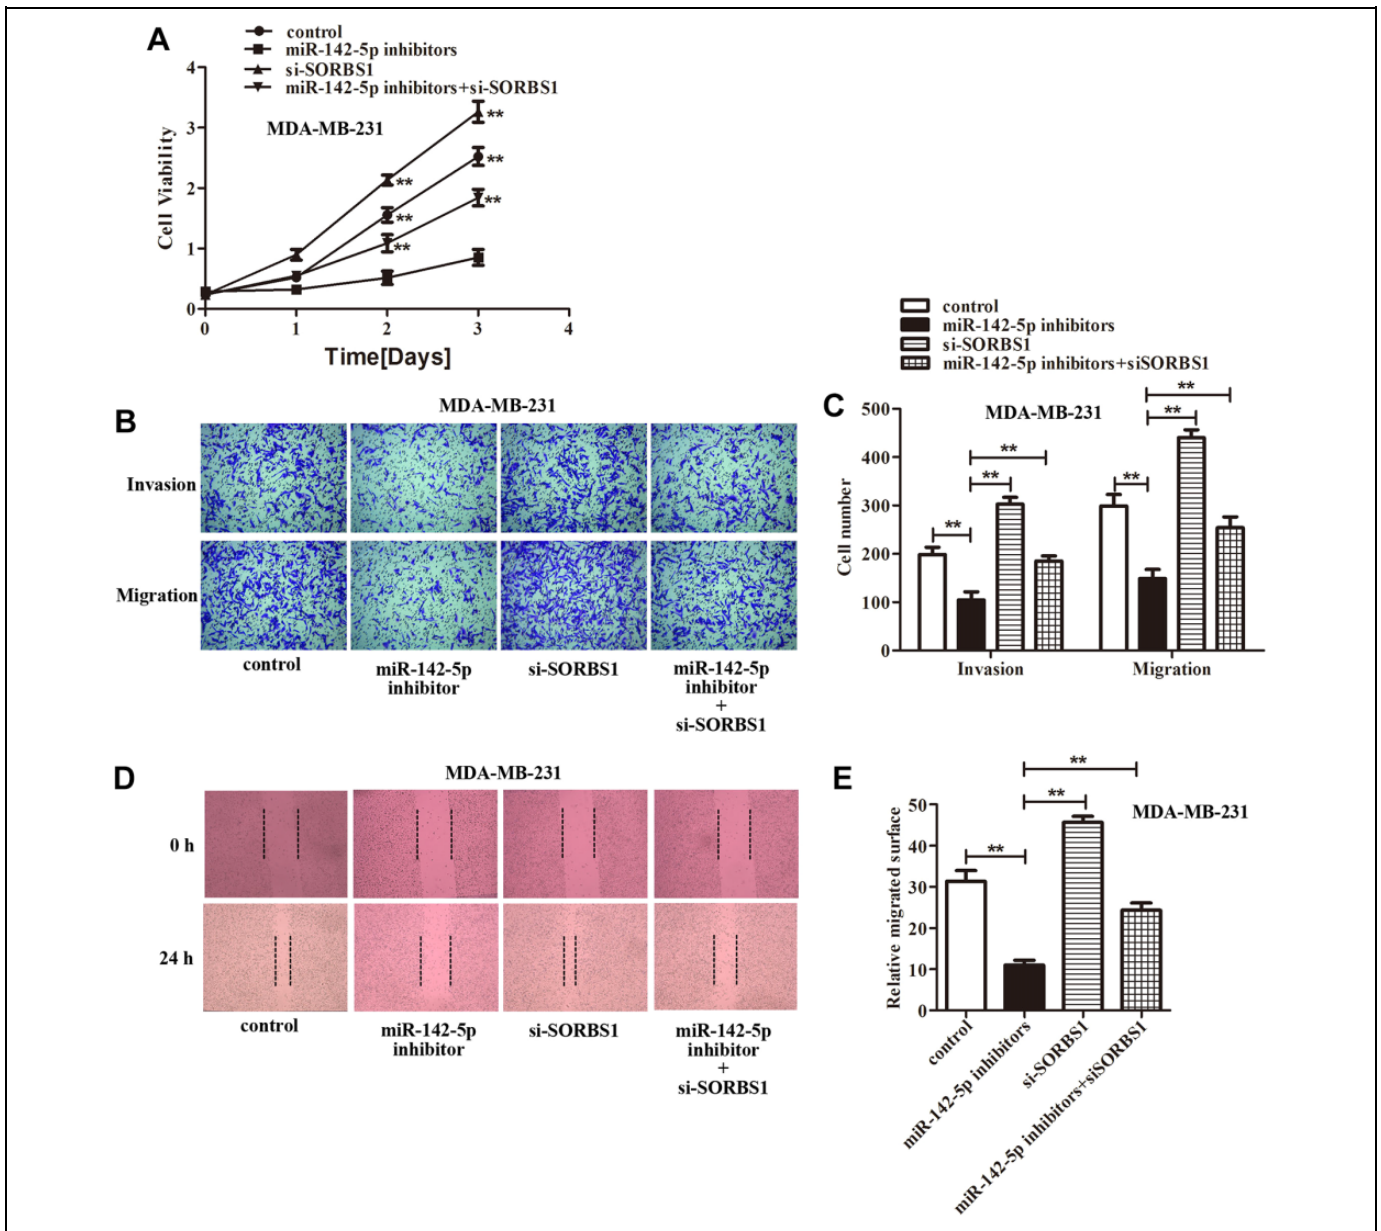 A
control
miR-142-5p inhibitors
si-SORBS1
miR-142-5p inhibitors+si-SORBS1
MDA-MB-231
Cell Viability
4
3
2
1
0
**
**
**
**
**
**
0 1 2 3 4
Time[Days]
B
MDA-MB-231
Invasion
Migration
control
miR-142-5p
inhibitor
si-SORBS1
miR-142-5p
inhibitor
+
si-SORBS1
control
miR-142-5p inhibitors
si-SORBS1
miR-142-5p inhibitors+siSORBS1
C
MDA-MB-231
Cell number
500
400
300
200
100
0
**
**
**
**
**
**
Invasion Migration
D
MDA-MB-231
0 h
24 h
control
miR-142-5p
inhibitor
si-SORBS1
miR-142-5p
inhibitor
+
si-SORBS1
E
MDA-MB-231
Relative migrated surface
50
40
30
20
10
0
**
**
**
control
miR-142-5p inhibitors
si-SORBS1
miR-142-5p inhibitors+siSORBS1